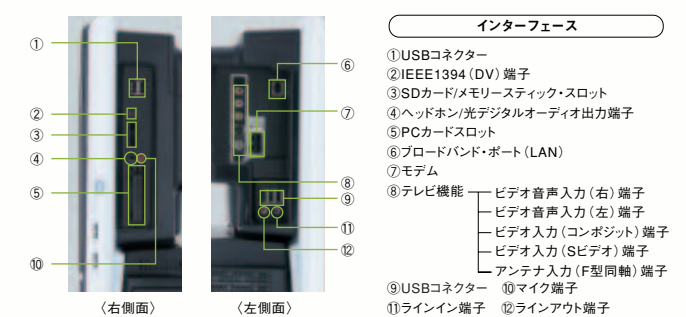 ①
②
③
④
⑤
⑩
〈右側面〉
⑥
⑦
⑧
⑨
⑪
⑫
〈左側面〉
インターフェース
①USBコネクター
②IEEE1394(DV)端子
③SDカード/メモリースティック・スロット
④ヘッドホン/光デジタルオーディオ出力端子
⑤PCカードスロット
⑥ブロードバンド・ポート(LAN)
⑦モデム
⑧テレビ機能 ビデオ音声入力(右)端子
ビデオ音声入力(左)端子
ビデオ入力(コンポジット)端子
ビデオ入力(Sビデオ)端子
アンテナ入力(F型同軸)端子
⑨USBコネクター ⑩マイク端子
⑪ラインイン端子 ⑫ラインアウト端子